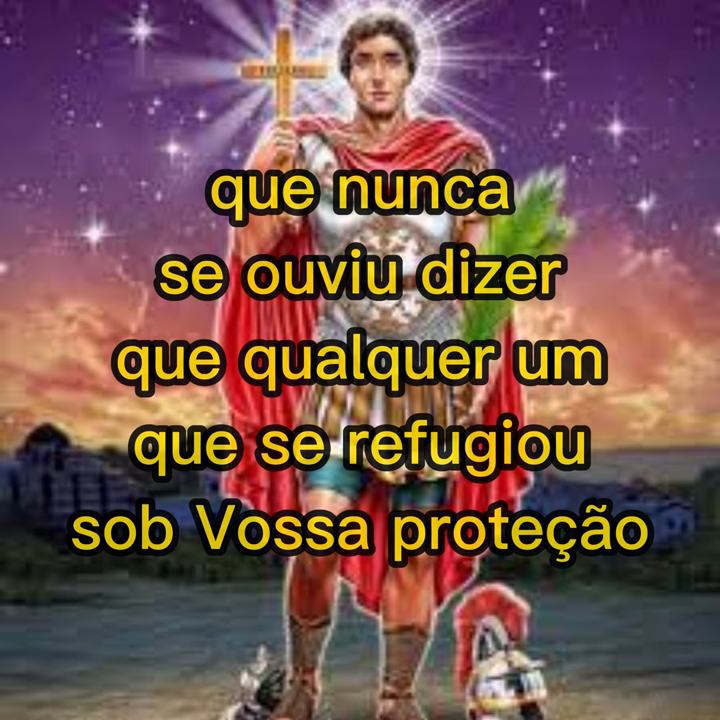 que nunca
se ouviu dizer
que qualquer um
que se refugiou
sob Vossa proteção